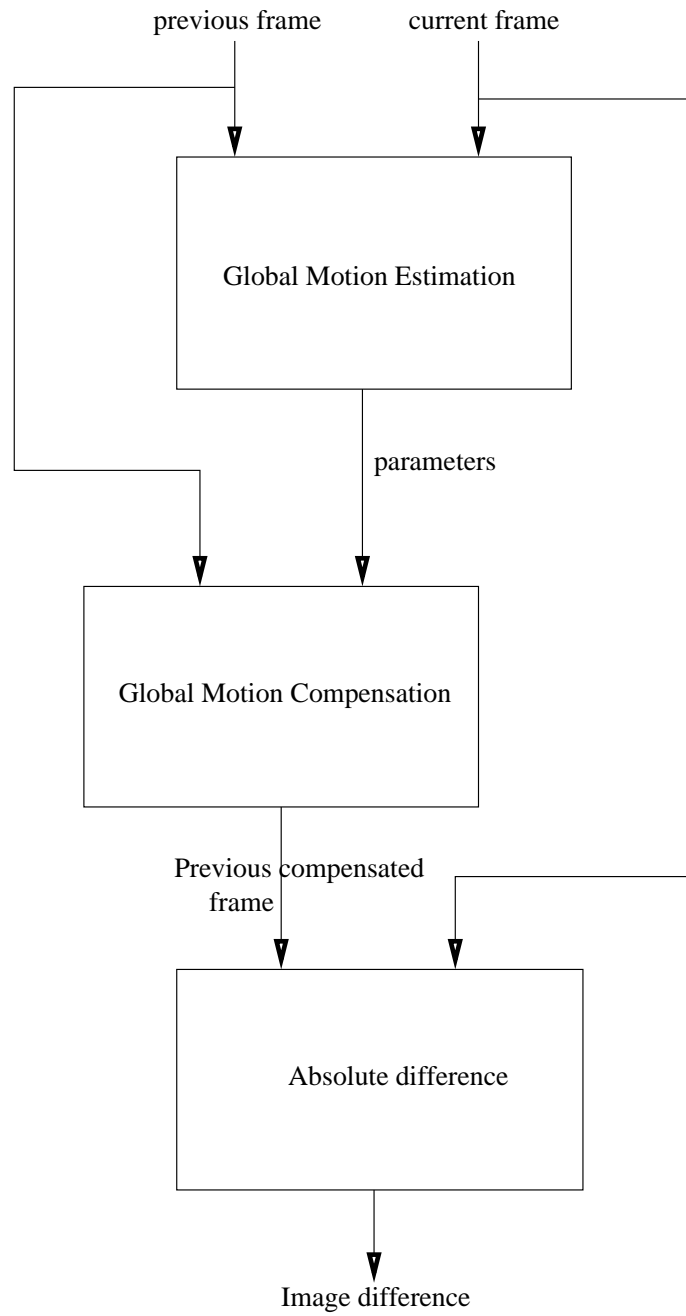 previous frame
current frame
Global Motion Estimation
parameters
Global Motion Compensation
Previous compensated
frame
Absolute difference
Image difference